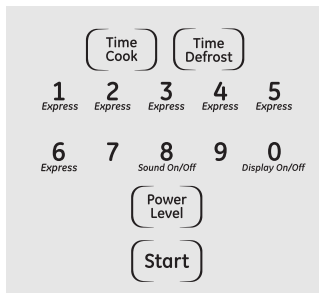 Time Time
Cook Defrost
1 2 3 4 5
Express Express Express Express Express
6 7 8 9 0
Express Sound On/Off Display On/Off
Power
Level
Start